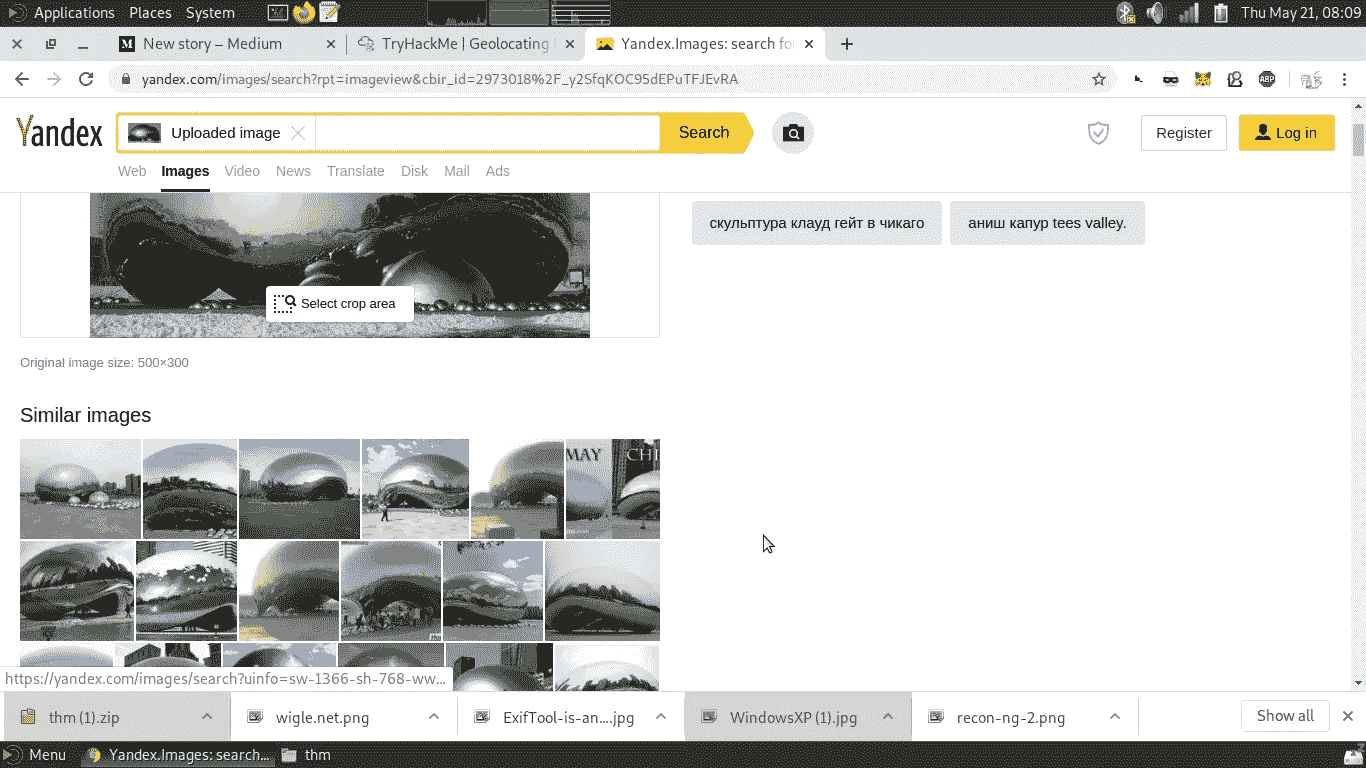 Applications Places System Thu May 21, 08:09
New story – Medium TryHackMe | Geolocating Yandex.Images: search fo
yandex.com/images/search?rpt=imageview&cbir_id=2973018%2F_y2SfqKOC95dEPuTFJEvRA
ABP
Yandex Uploaded image Search Register Log in
Web Images Video News Translate Disk Mail Ads
скульптура клауд гейт в чикаго аниш капур tees valley.
Select crop area
Original image size: 500×300
Similar images
MAY CHI
https://yandex.com/images/search?uinfo=sw-1366-sh-768-ww...
thm (1).zip wigle.net.png ExifTool-is-an....jpg WindowsXP (1).jpg recon-ng-2.png Show all
Menu Yandex.Images: search... thm